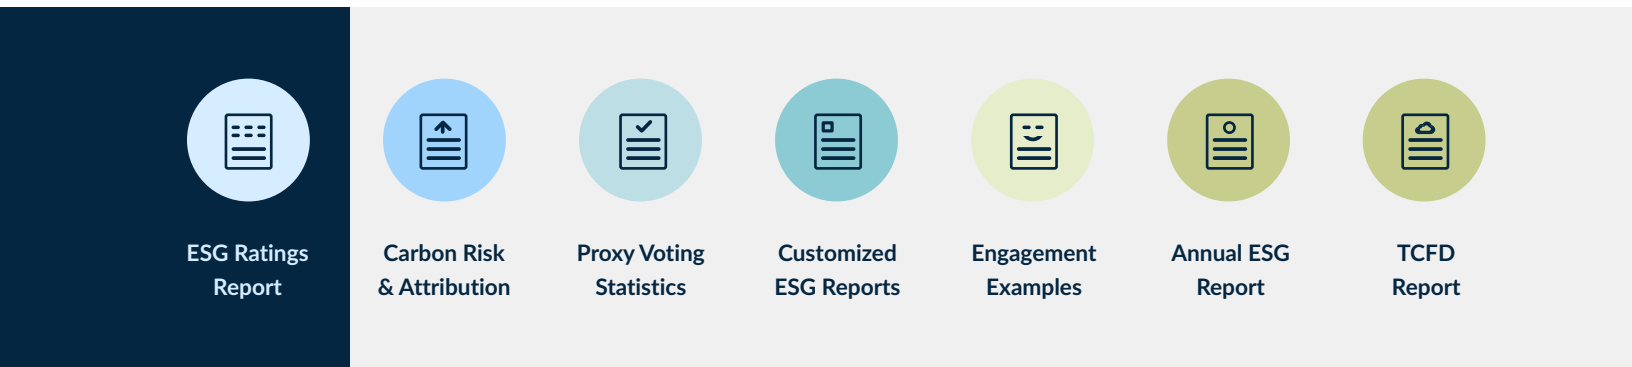 ESG Ratings
Report
Carbon Risk
& Attribution
Proxy Voting
Statistics
Customized
ESG Reports
Engagement
Examples
Annual ESG
Report
TCFD
Report